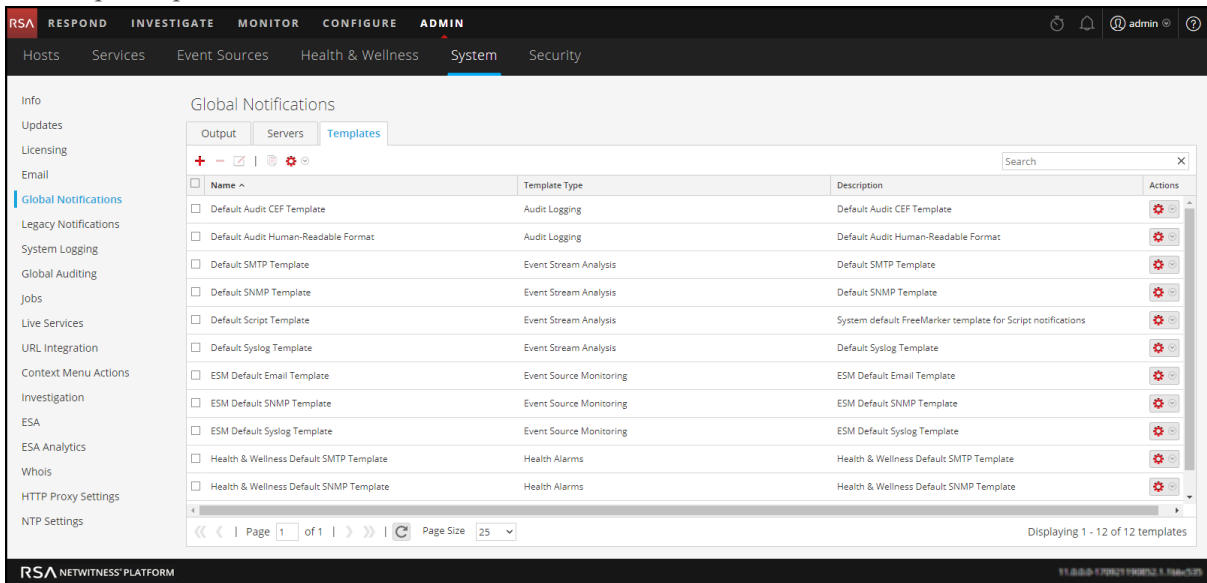 RSA RESPOND INVESTIGATE MONITOR CONFIGURE ADMIN admin
Hosts Services Event Sources Health & Wellness System Security
Info
Updates
Licensing
Email
Global Notifications
Legacy Notifications
System Logging
Global Auditing
Jobs
Live Services
URL Integration
Context Menu Actions
Investigation
ESA
ESA Analytics
Whois
HTTP Proxy Settings
NTP Settings
Global Notifications
Output Servers Templates
Search
Name Template Type Description Actions
Default Audit CEF Template Audit Logging Default Audit CEF Template
Default Audit Human-Readable Format Audit Logging Default Audit Human-Readable Format
Default SMTP Template Event Stream Analysis Default SMTP Template
Default SNMP Template Event Stream Analysis Default SNMP Template
Default Script Template Event Stream Analysis System default FreeMarker template for Script notifications
Default Syslog Template Event Stream Analysis Default Syslog Template
ESM Default Email Template Event Source Monitoring ESM Default Email Template
ESM Default SNMP Template Event Source Monitoring ESM Default SNMP Template
ESM Default Syslog Template Event Source Monitoring ESM Default Syslog Template
Health & Wellness Default SMTP Template Health Alarms Health & Wellness Default SMTP Template
Health & Wellness Default SNMP Template Health Alarms Health & Wellness Default SNMP Template
Page 1 of 1 Page Size 25 Displaying 1 - 12 of 12 templates
RSA NETWITNESS® PLATFORM